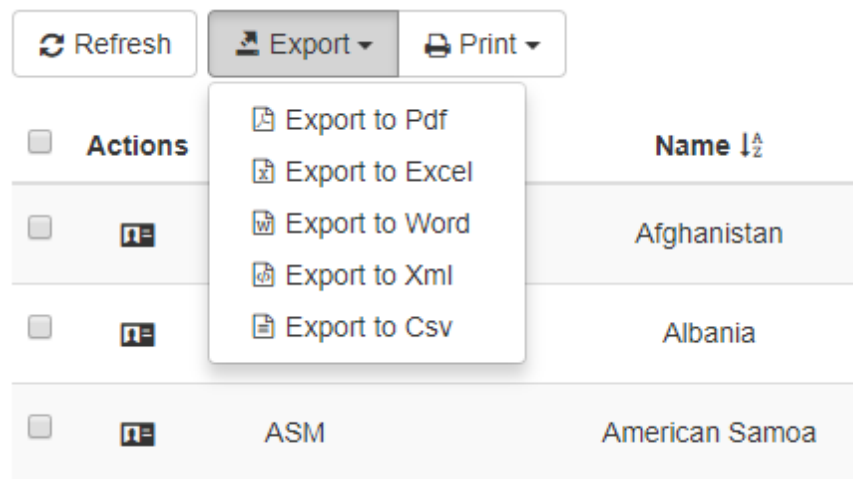 Refresh Export Print
Export to Pdf
Actions Name
Export to Excel
Export to Word
Afghanistan
Export to Xml
Export to Csv
Albania
ASM American Samoa